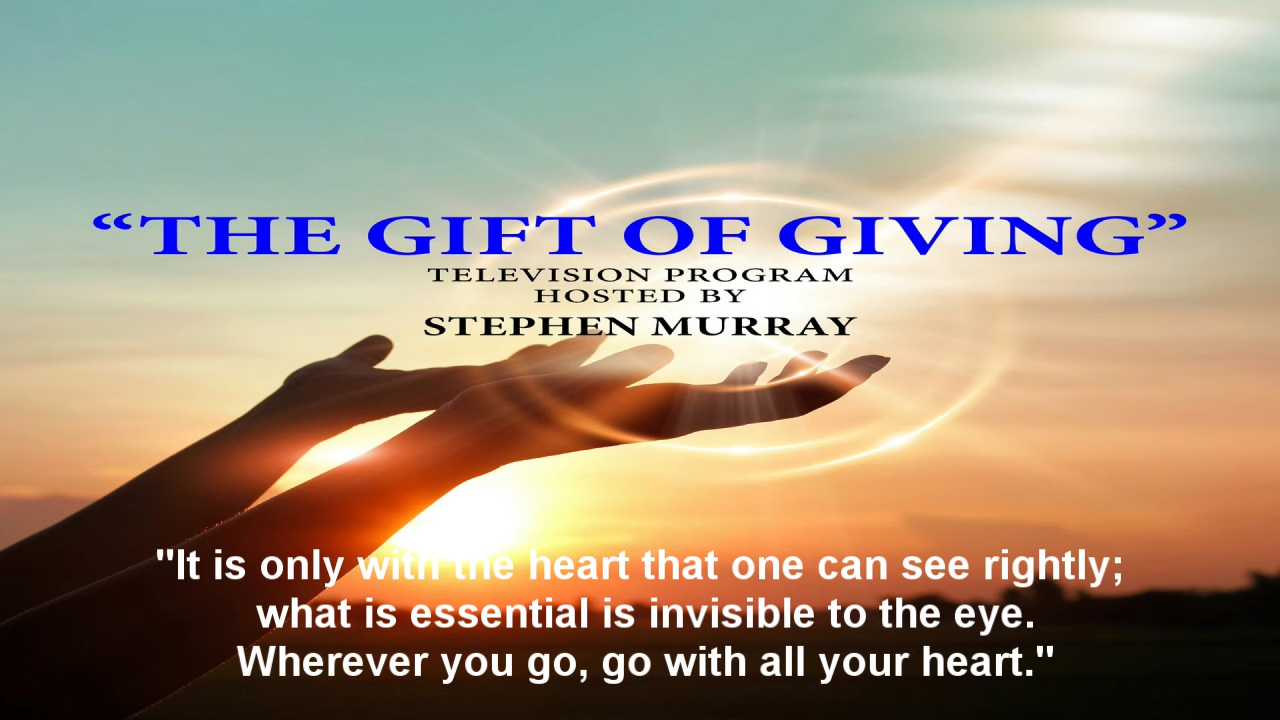 “THE GIFT OF GIVING”
TELEVISION PROGRAM
HOSTED BY
STEPHEN MURRAY
"It is only with the heart that one can see rightly;
what is essential is invisible to the eye.
Wherever you go, go with all your heart."